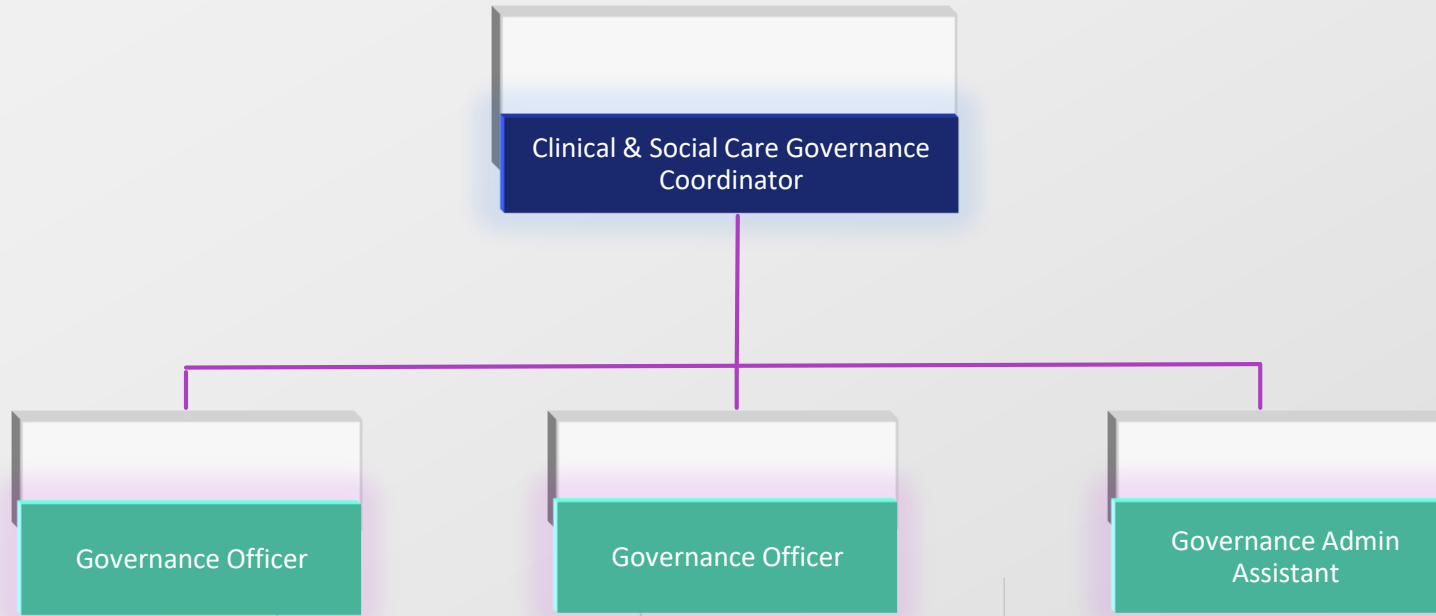 Clinical & Social Care Governance
Coordinator
Governance Officer
Governance Officer
Governance Admin
Assistant